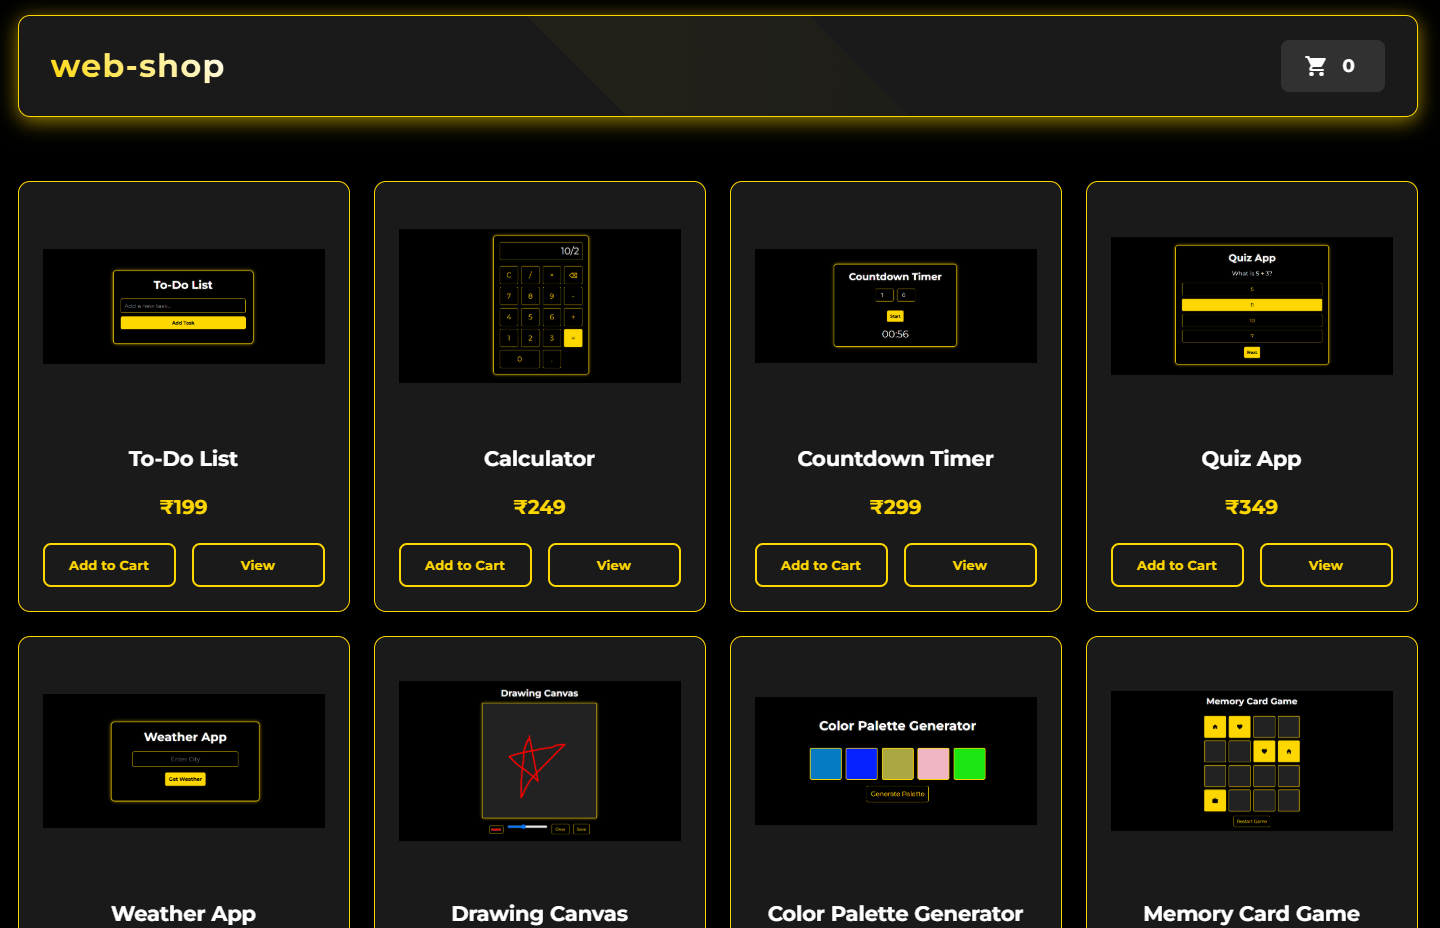 web-shop
0
To-Do List
Add a new task...
Add Task
10/2
C / * ⌫
7 8 9 -
4 5 6 +
1 2 3 =
0 .
Countdown Timer
1 0
Start
00:56
Quiz App
What is 5 + 3?
10
Next
To-Do List
Calculator
Countdown Timer
Quiz App
₹199
₹249
₹299
₹349
Add to Cart
View
Add to Cart
View
Add to Cart
View
Add to Cart
View
Weather App
Enter City
Get Weather
Drawing Canvas
Clear
Save
Color Palette Generator
Generate Palette
Memory Card Game
Restart Game
Weather App
Drawing Canvas
Color Palette Generator
Memory Card Game